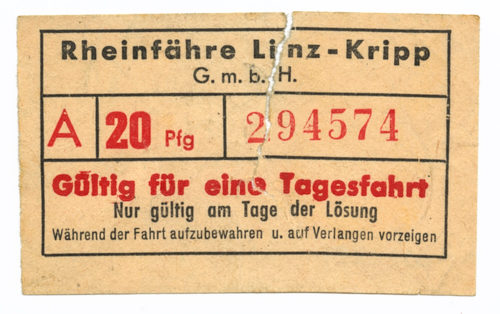 Rheinfähre Linz-Kripp
G. m. b. H.
A 20 Pfg 294574
Gültig für eine Tagesfahrt
Nur gültig am Tage der Lösung
Während der Fahrt aufzubewahren u. auf Verlangen vorzeigen